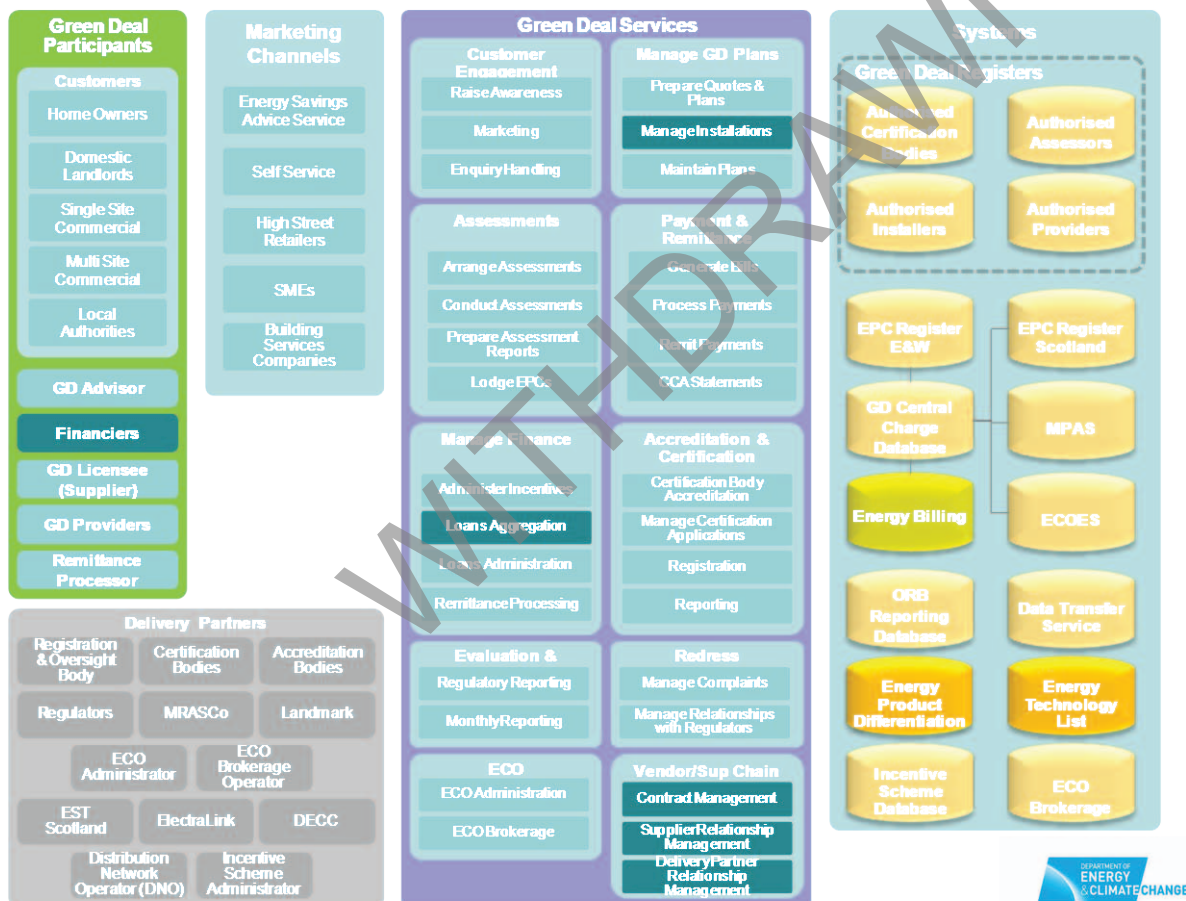 Green Deal
Participants
Customers
Home Owners
Domestic
Landlords
Single Site
Commercial
Multi Site
Commercial
Local
Authorities
GD Advisor
Financiers
GD Licensee
(Supplier)
GD Providers
Remittance
Processor
Marketing
Channels
Energy Savings
Advice Service
Self Service
High Street
Retailers
SMEs
Building
Services
Companies
Delivery Partners
Registration
& Oversight
Body
Certification
Bodies
Accreditation
Bodies
Regulators
MRASCo
Landmark
ECO
Administrator
ECO
Brokerage
Operator
EST
Scotland
ElectraLink
DECC
Distribution
Network
Operator (DNO)
Incentive
Scheme
Administrator
Green Deal Services
Customer
Engagement
Raise Awareness
Marketing
Enquiry Handling
Manage GD Plans
Prepare Quotes &
Plans
Manage Installations
Maintain Plans
Assessments
Arrange Assessments
Conduct Assessments
Prepare Assessment
Reports
Lodge EPCs
Payment &
Remittance
Generate Bills
Process Payments
Remit Payments
CCA Statements
Manage Finance
Administer Incentives
Loans Aggregation
Loans Administration
Remittance Processing
Accreditation &
Certification
Certification Body
Accreditation
Manage Certification
Applications
Registration
Reporting
Evaluation &
Regulatory Reporting
Monthly Reporting
Redress
Manage Complaints
Manage Relationships
with Regulators
ECO
ECO Administration
ECO Brokerage
Vendor/Sup Chain
Contract Management
Supplier Relationship
Management
Delivery Partner
Relationship
Management
Systems
Green Deal Registers
Authorised
Certification
Bodies
Authorised
Assessors
Authorised
Installers
Authorised
Providers
EPC Register
E&W
EPC Register
Scotland
GD Central
Charge
Database
MPAS
Energy Billing
ECOES
ORB
Reporting
Database
Data Transfer
Service
Energy
Product
Differentiation
Energy
Technology
List
Incentive
Scheme
Database
ECO
Brokerage
WITHDRAW
DEPARTMENT OF
ENERGY
& CLIMATE CHANGE